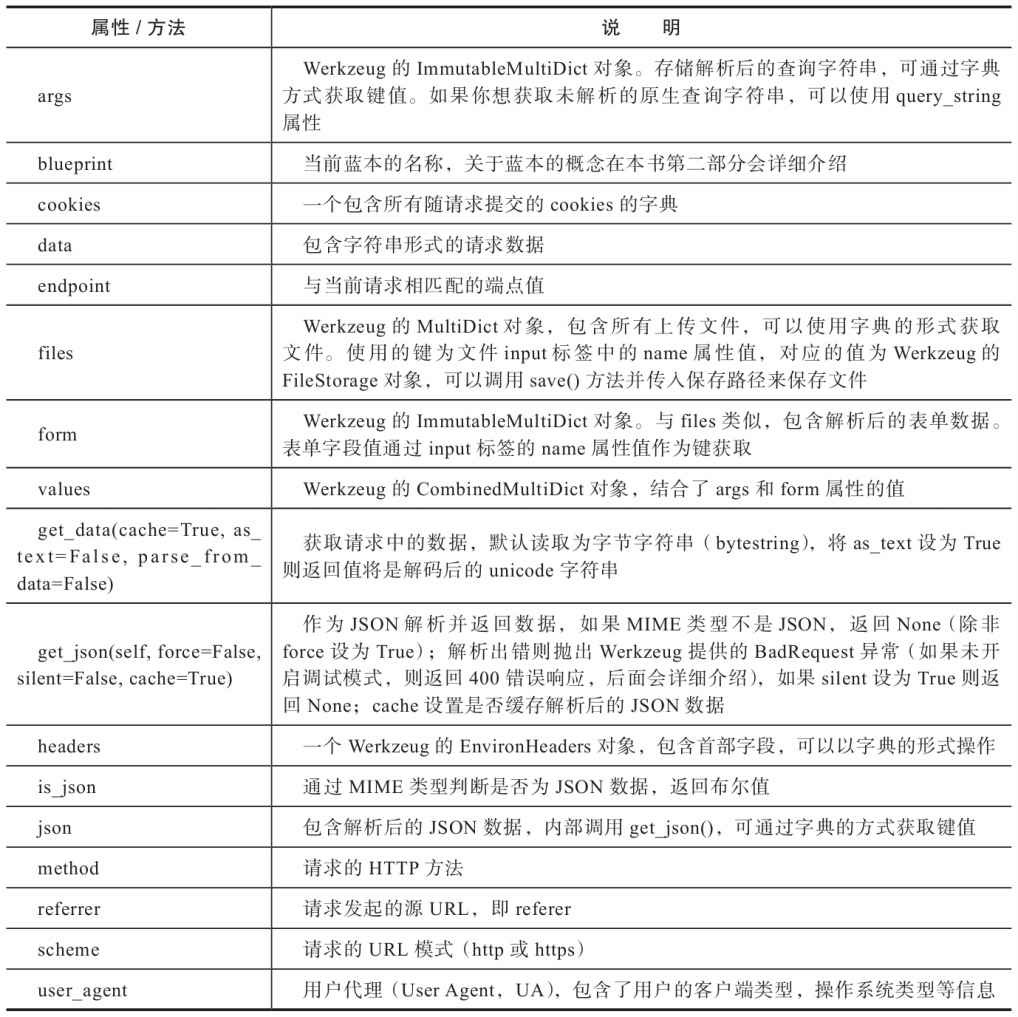 属性 / 方法
说 明
args
Werkzeug 的 ImmutableMultiDict 对象。存储解析后的查询字符串，可通过字典
方式获取键值。如果你想获取未解析的原生查询字符串，可以使用 query_string
属性
blueprint
当前蓝本的名称，关于蓝本的概念在本书第二部分会详细介绍
cookies
一个包含所有随请求提交的 cookies 的字典
data
包含字符串形式的请求数据
endpoint
与当前请求相匹配的端点值
files
Werkzeug 的 MultiDict 对象，包含所有上传文件，可以使用字典的形式获取
文件。使用的键为文件 input 标签中的 name 属性值，对应的值为 Werkzeug 的
FileStorage 对象，可以调用 save() 方法并传入保存路径来保存文件
form
Werkzeug 的 ImmutableMultiDict 对象。与 files 类似，包含解析后的表单数据。
表单字段值通过 input 标签的 name 属性值作为键获取
values
Werkzeug 的 CombinedMultiDict 对象，结合了 args 和 form 属性的值
get_data(cache=True, as_
text=False, parse_from_
data=False)
获取请求中的数据，默认读取为字节字符串（bytestring），将 as_text 设为 True
则返回值将是解码后的 unicode 字符串
get_json(self, force=False,
silent=False, cache=True)
作为 JSON 解析并返回数据，如果 MIME 类型不是 JSON，返回 None（除非
force 设为 True）；解析出错则抛出 Werkzeug 提供的 BadRequest 异常（如果未开
启调试模式，则返回 400 错误响应，后面会详细介绍），如果 silent 设为 True 则返
回 None；cache 设置是否缓存解析后的 JSON 数据
headers
一个 Werkzeug 的 EnvironHeaders 对象，包含首部字段，可以以字典的形式操作
is_json
通过 MIME 类型判断是否为 JSON 数据，返回布尔值
json
包含解析后的 JSON 数据，内部调用 get_json()，可通过字典的方式获取键值
method
请求的 HTTP 方法
referrer
请求发起的源 URL，即 referer
scheme
请求的 URL 模式（http 或 https）
user_agent
用户代理（User Agent，UA），包含了用户的客户端类型，操作系统类型等信息